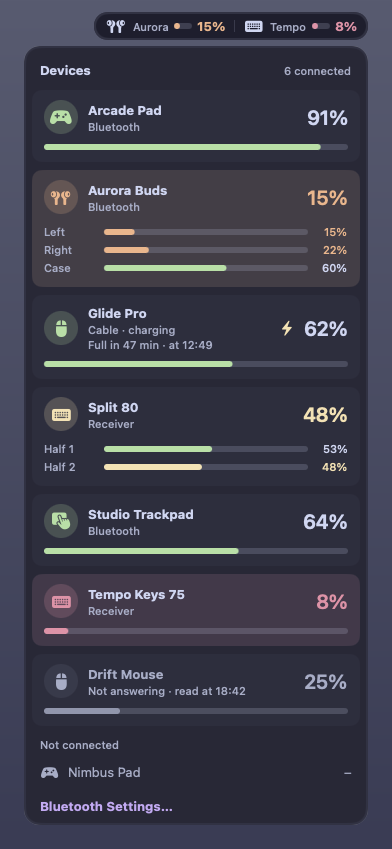 Aurora 15% Tempo 8%
Devices 6 connected
Arcade Pad
Bluetooth
91%
Aurora Buds
Bluetooth
15%
Left 15%
Right 22%
Case 60%
Glide Pro
Cable · charging
Full in 47 min · at 12:49
62%
Split 80
Receiver
48%
Half 1 53%
Half 2 48%
Studio Trackpad
Bluetooth
64%
Tempo Keys 75
Receiver
8%
Drift Mouse
Not answering · read at 18:42
25%
Not connected
Nimbus Pad –
Bluetooth Settings...